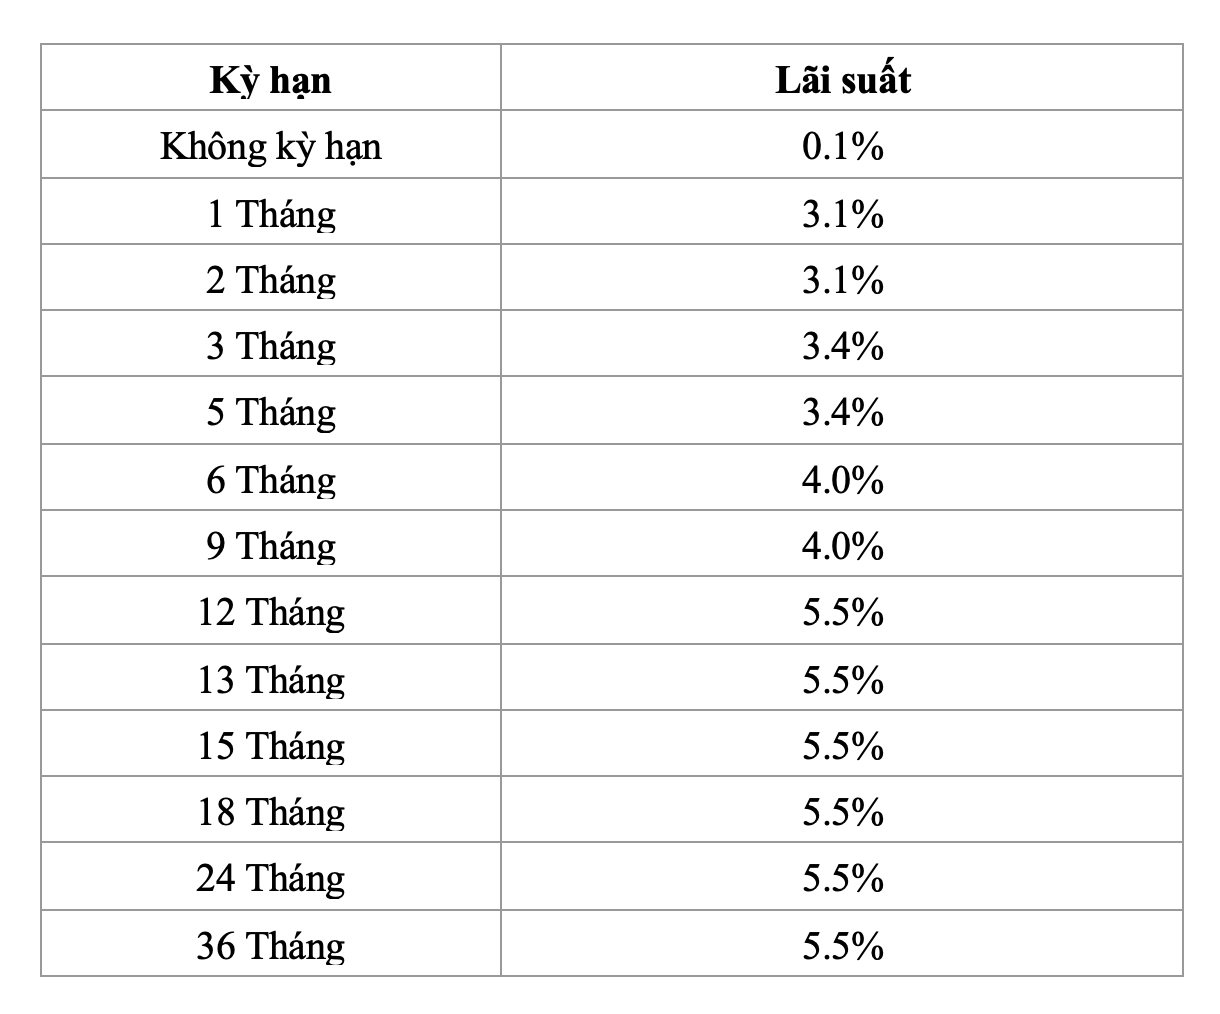 Kỳ hạn Lãi suất
Không kỳ hạn 0.1%
1 Tháng 3.1%
2 Tháng 3.1%
3 Tháng 3.4%
5 Tháng 3.4%
6 Tháng 4.0%
9 Tháng 4.0%
12 Tháng 5.5%
13 Tháng 5.5%
15 Tháng 5.5%
18 Tháng 5.5%
24 Tháng 5.5%
36 Tháng 5.5%